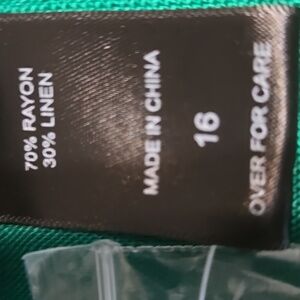 70% RAYON
30% LINEN
MADE IN CHINA
16
OVER FOR CARE